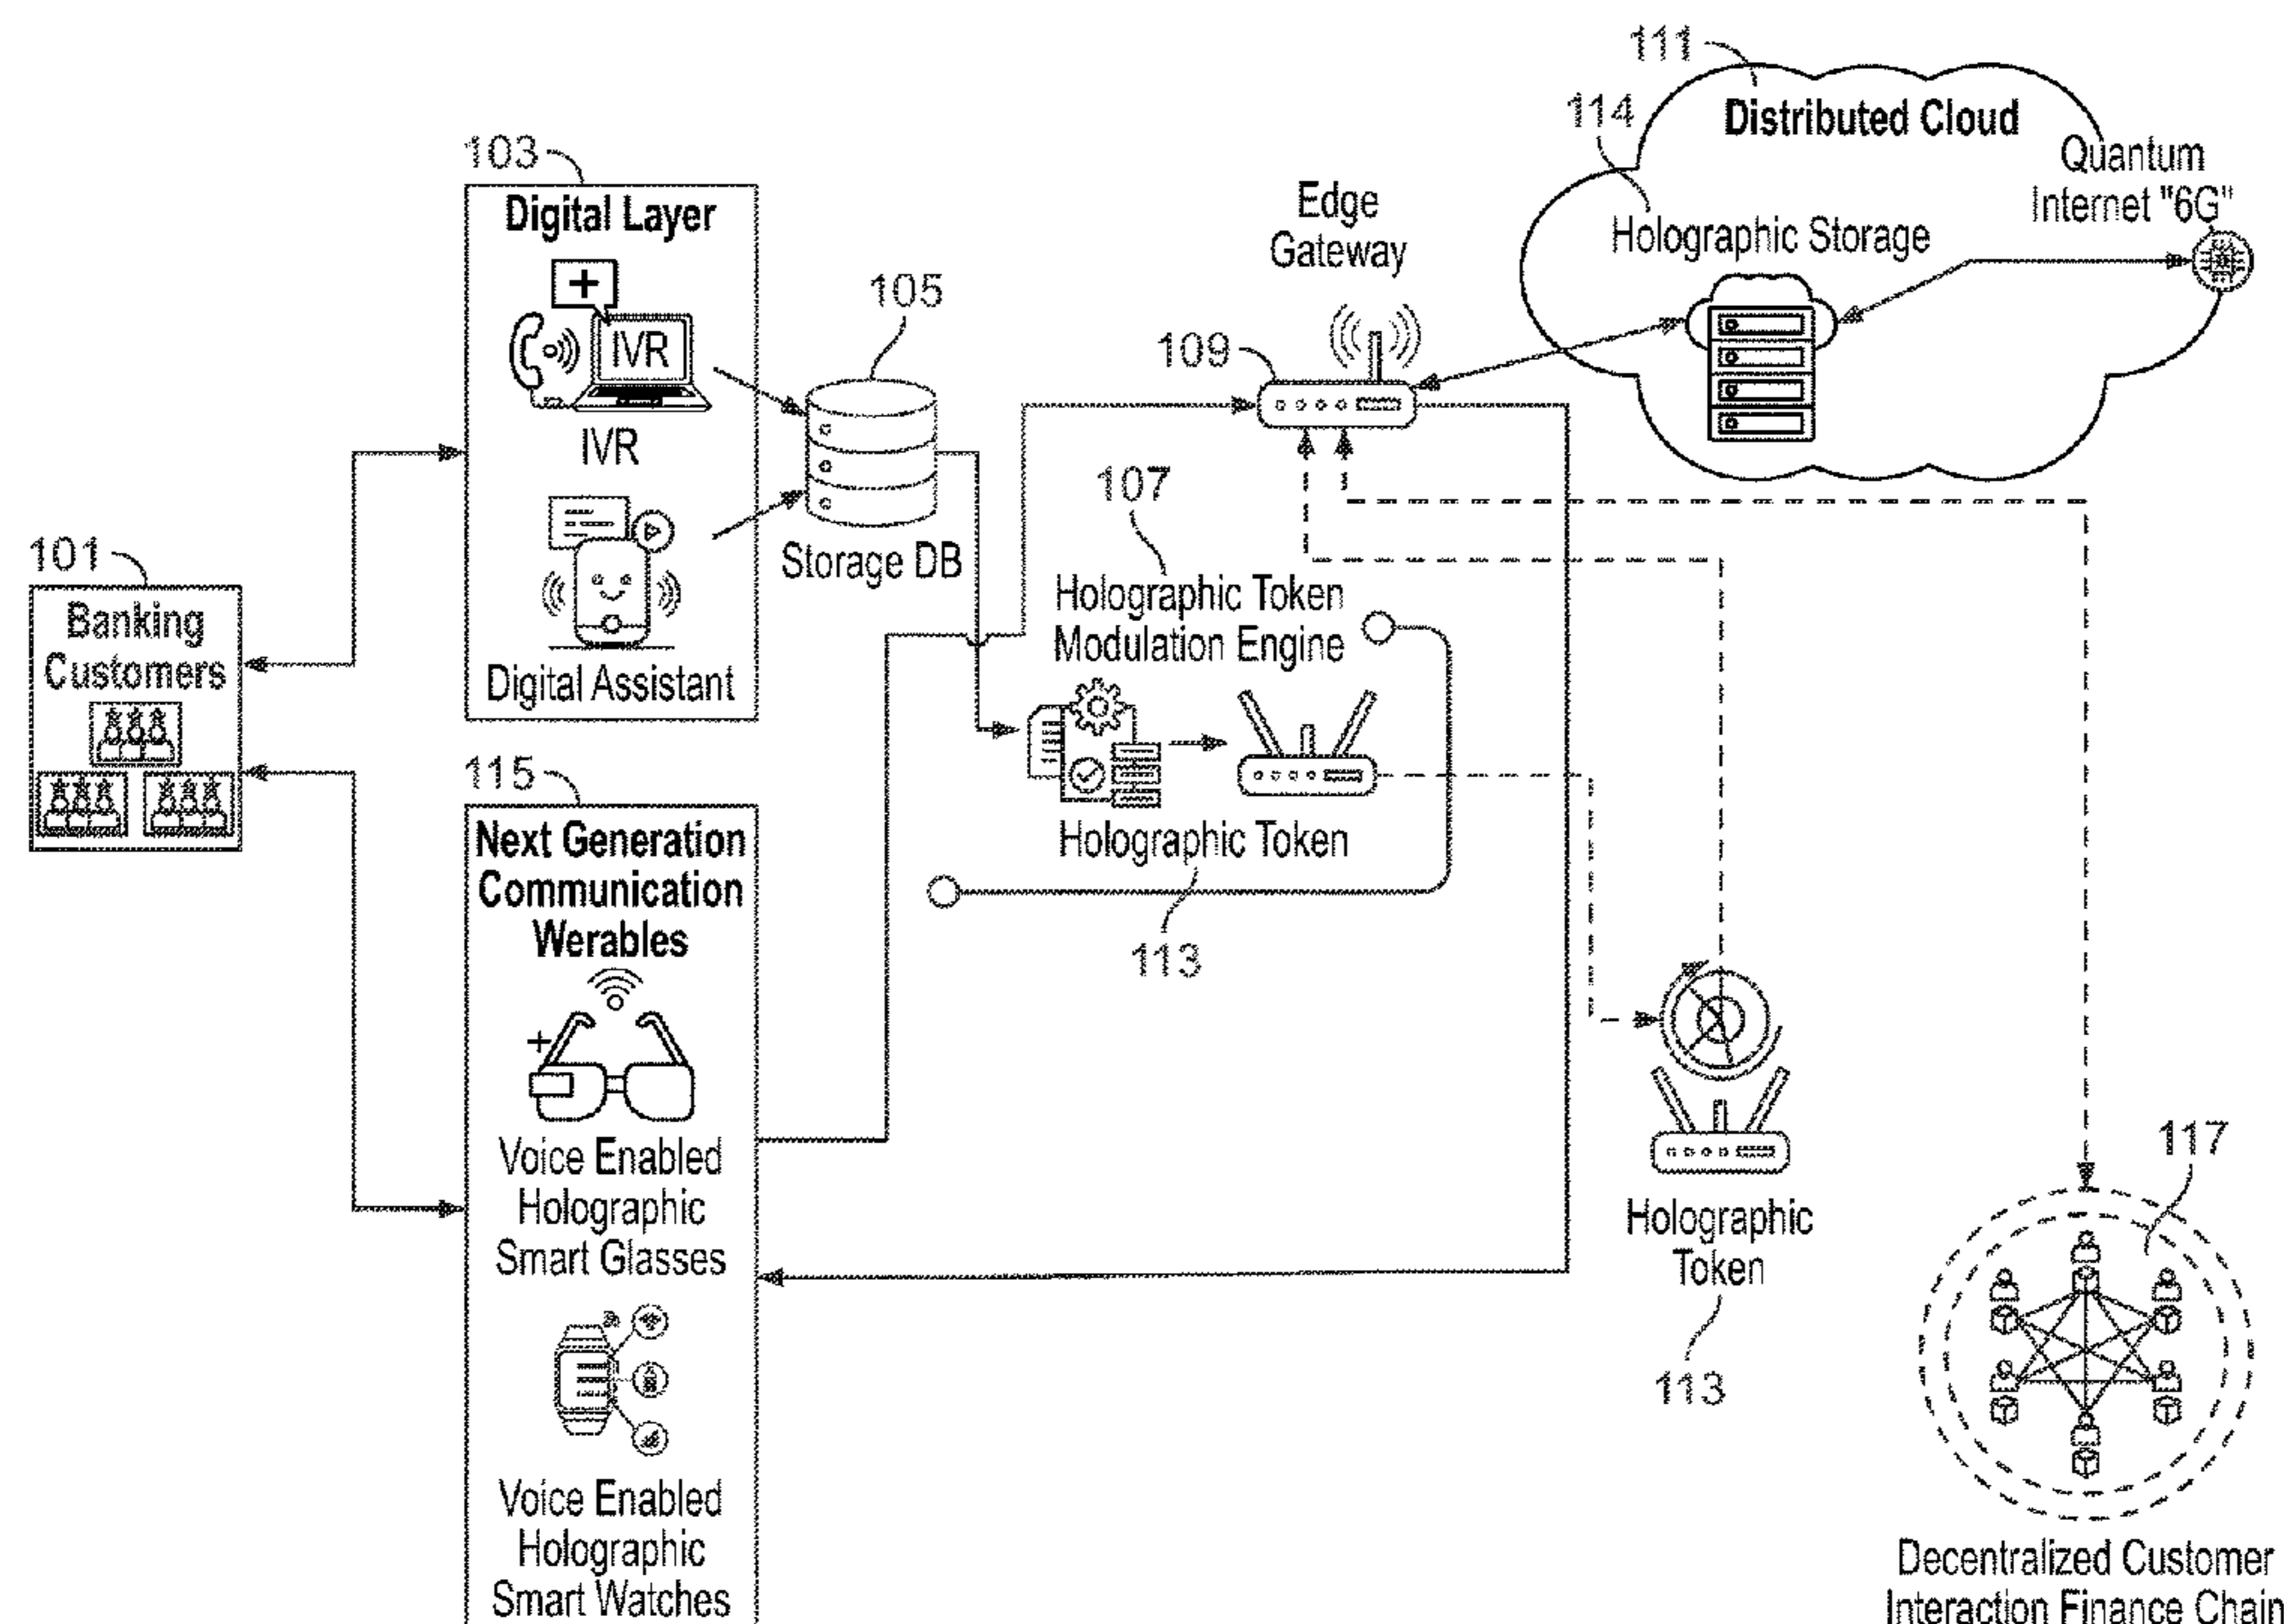 111
114
Distributed Cloud
Quantum
Internet "6G"
Holographic Storage
103
Digital Layer
IVR
IVR
Digital Assistant
105
Storage DB
Edge
Gateway
109
101
Banking
Customers
107
Holographic Token
Modulation Engine
Holographic Token
113
115
Next Generation
Communication
Werables
Voice Enabled
Holographic
Smart Glasses
Voice Enabled
Holographic
Smart Watches
Holographic
Token
113
117
Decentralized Customer
Interaction Finance Chain